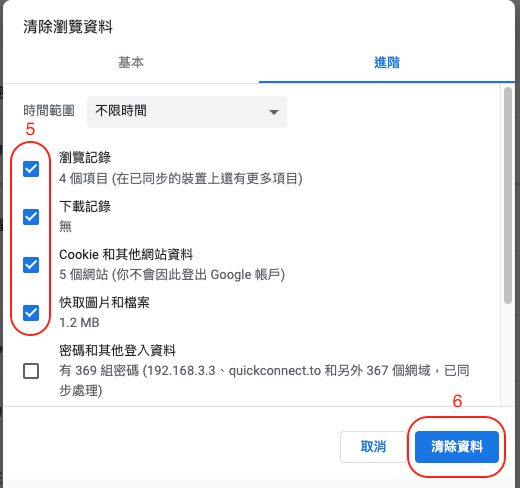 清除瀏覽資料
基本
進階
時間範圍
不限時間
5
瀏覽記錄
4 個項目 (在已同步的裝置上還有更多項目)
下載記錄
無
Cookie 和其他網站資料
5 個網站 (你不會因此登出 Google 帳戶)
快取圖片和檔案
1.2 MB
密碼和其他登入資料
有 369 組密碼 (192.168.3.3、quickconnect.to 和另外 367 個網域，已同
步處理)
6
取消
清除資料